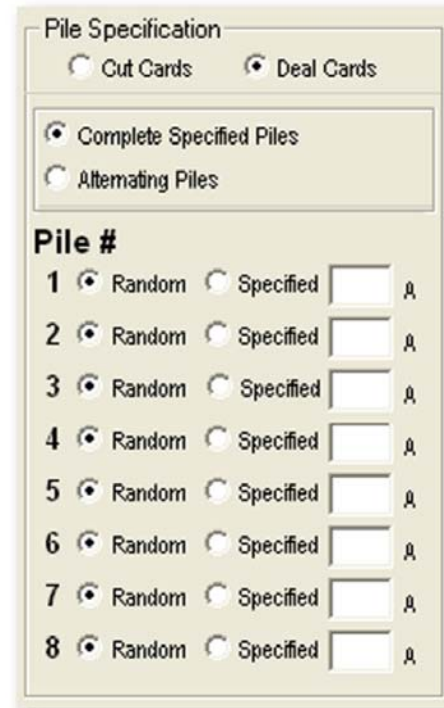 Pile Specification
Cut Cards Deal Cards
Complete Specified Piles
Alternating Piles
Pile #
1 Random Specified
2 Random Specified
3 Random Specified
4 Random Specified
5 Random Specified
6 Random Specified
7 Random Specified
8 Random Specified